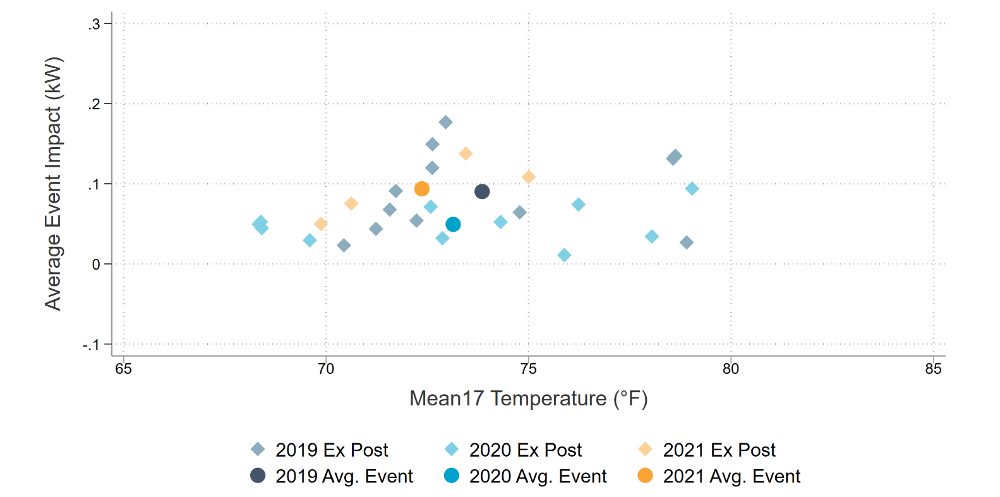 .3
.2
.1
0
-.1
Average Event Impact (kW)
65 70 75 80 85
Mean17 Temperature (°F)
2019 Ex Post 2020 Ex Post 2021 Ex Post
2019 Avg. Event 2020 Avg. Event 2021 Avg. Event